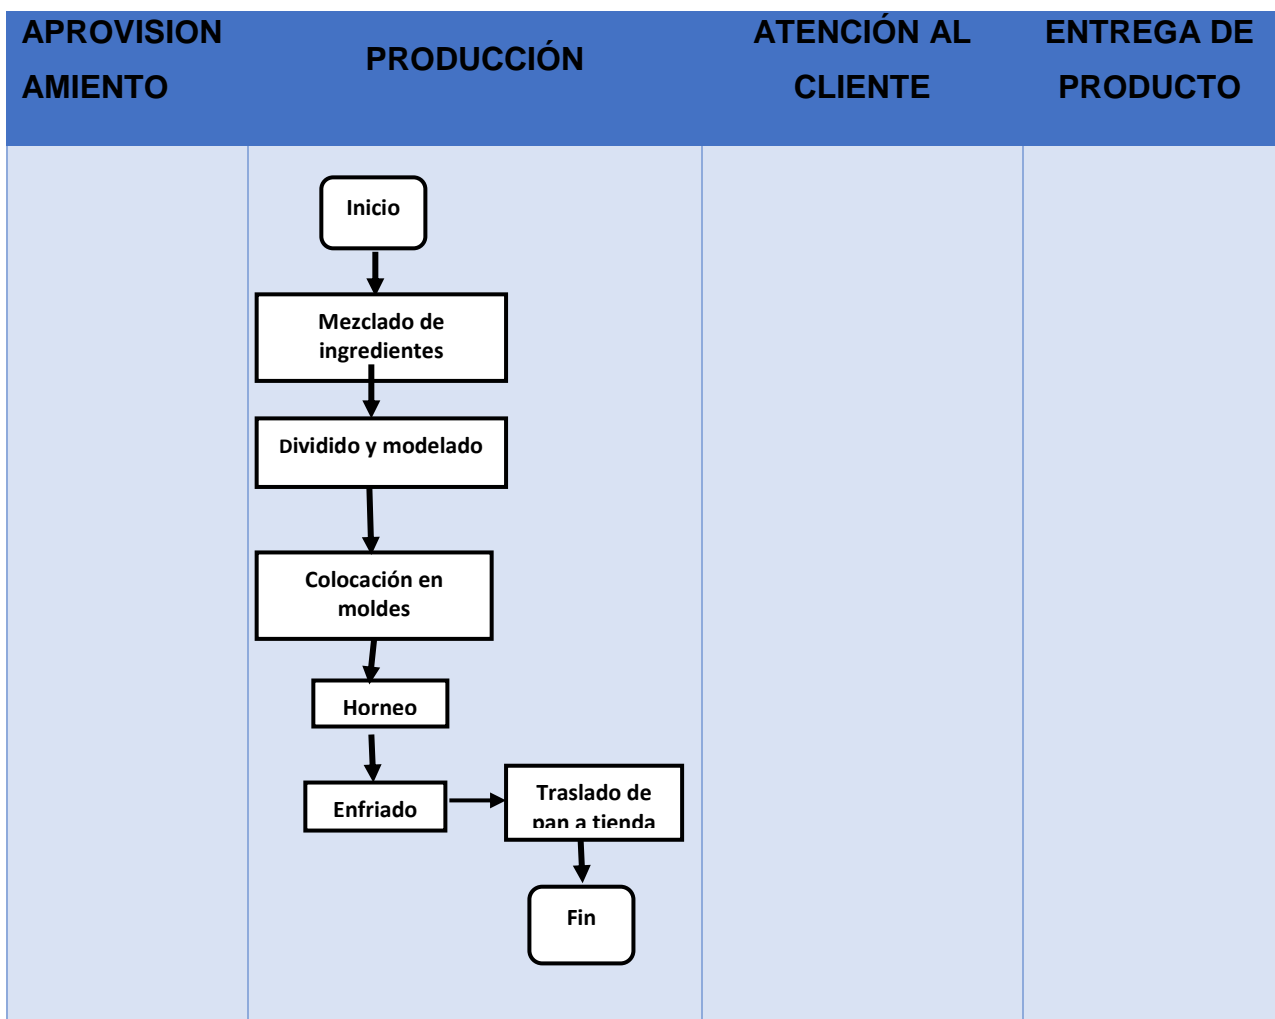 APROVISION
AMIENTO
PRODUCCIÓN
ATENCIÓN AL
CLIENTE
ENTREGA DE
PRODUCTO
Inicio
Mezclado de
ingredientes
Dividido y modelado
Colocación en
moldes
Horneo
Enfriado
Traslado de
pan a tienda
Fin